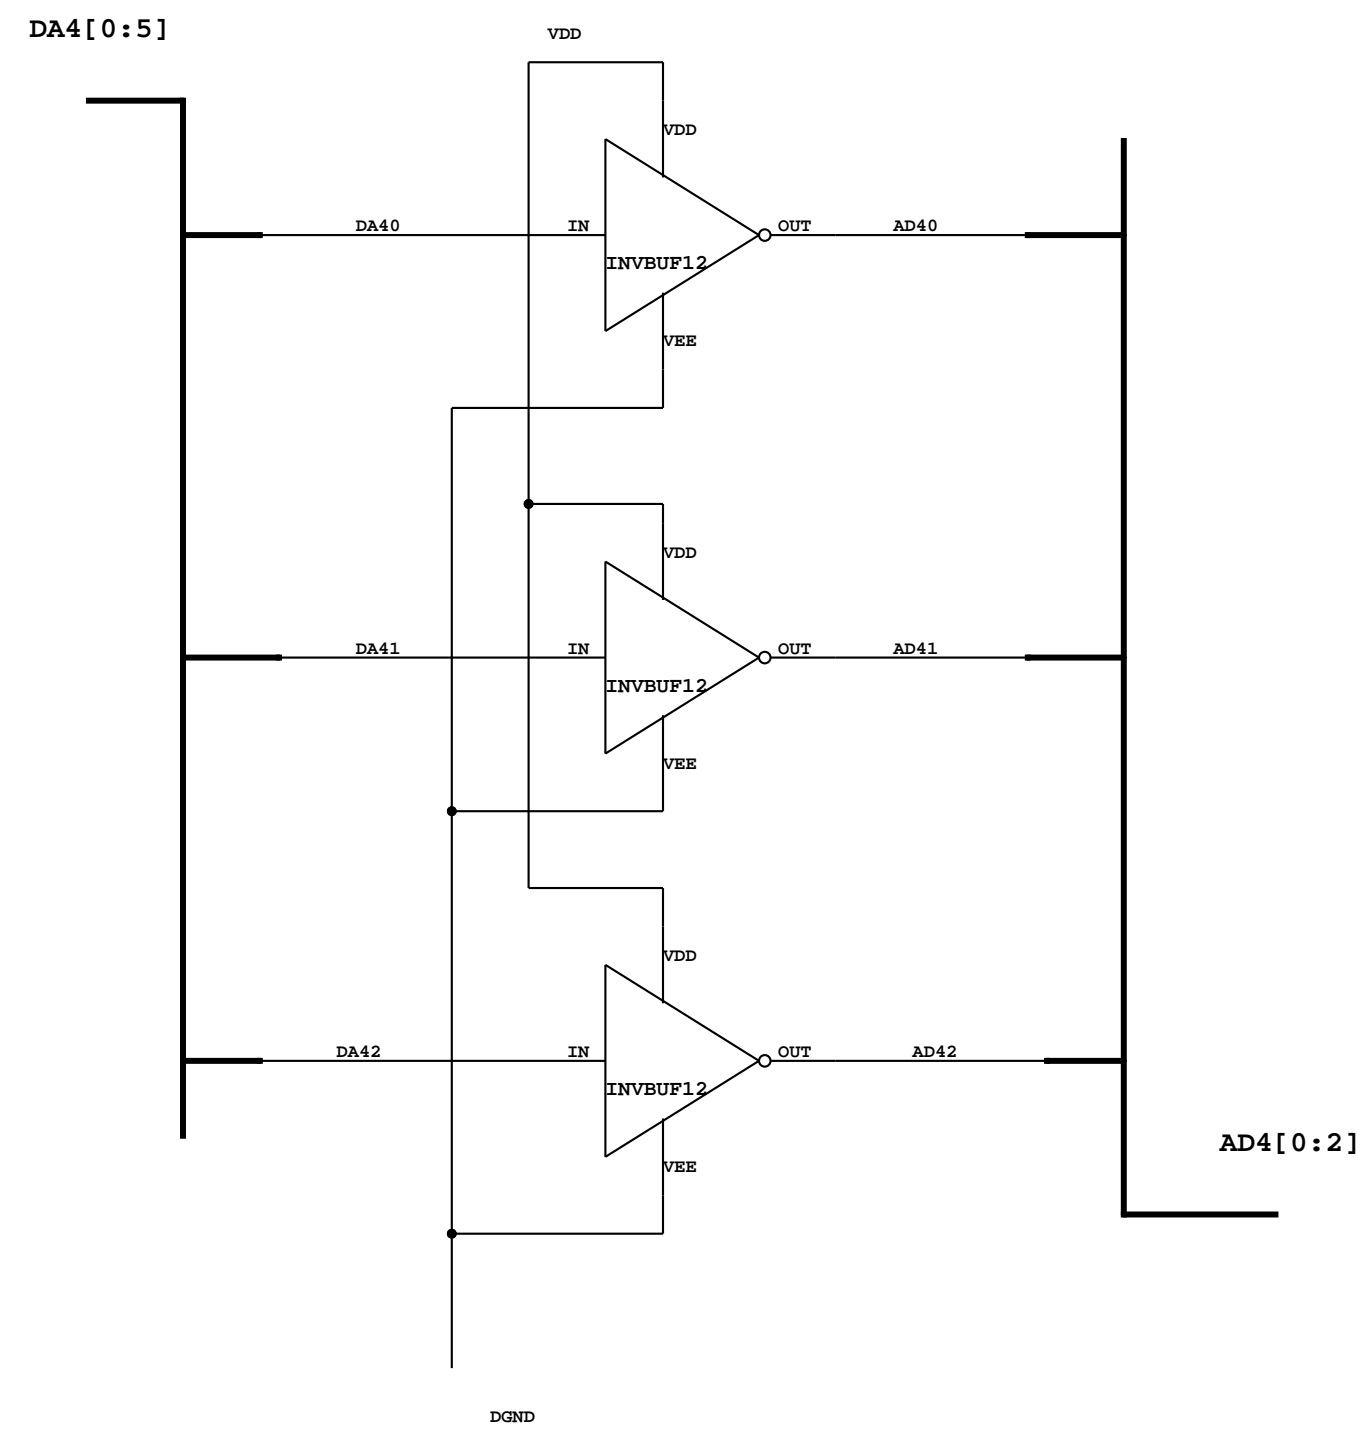 DA4[0:5]
VDD
VDD
DA40 IN OUT AD40
INVBUF12
VEE
VDD
DA41 IN OUT AD41
INVBUF12
VEE
VDD
DA42 IN OUT AD42
INVBUF12
AD4[0:2]
VEE
DGND